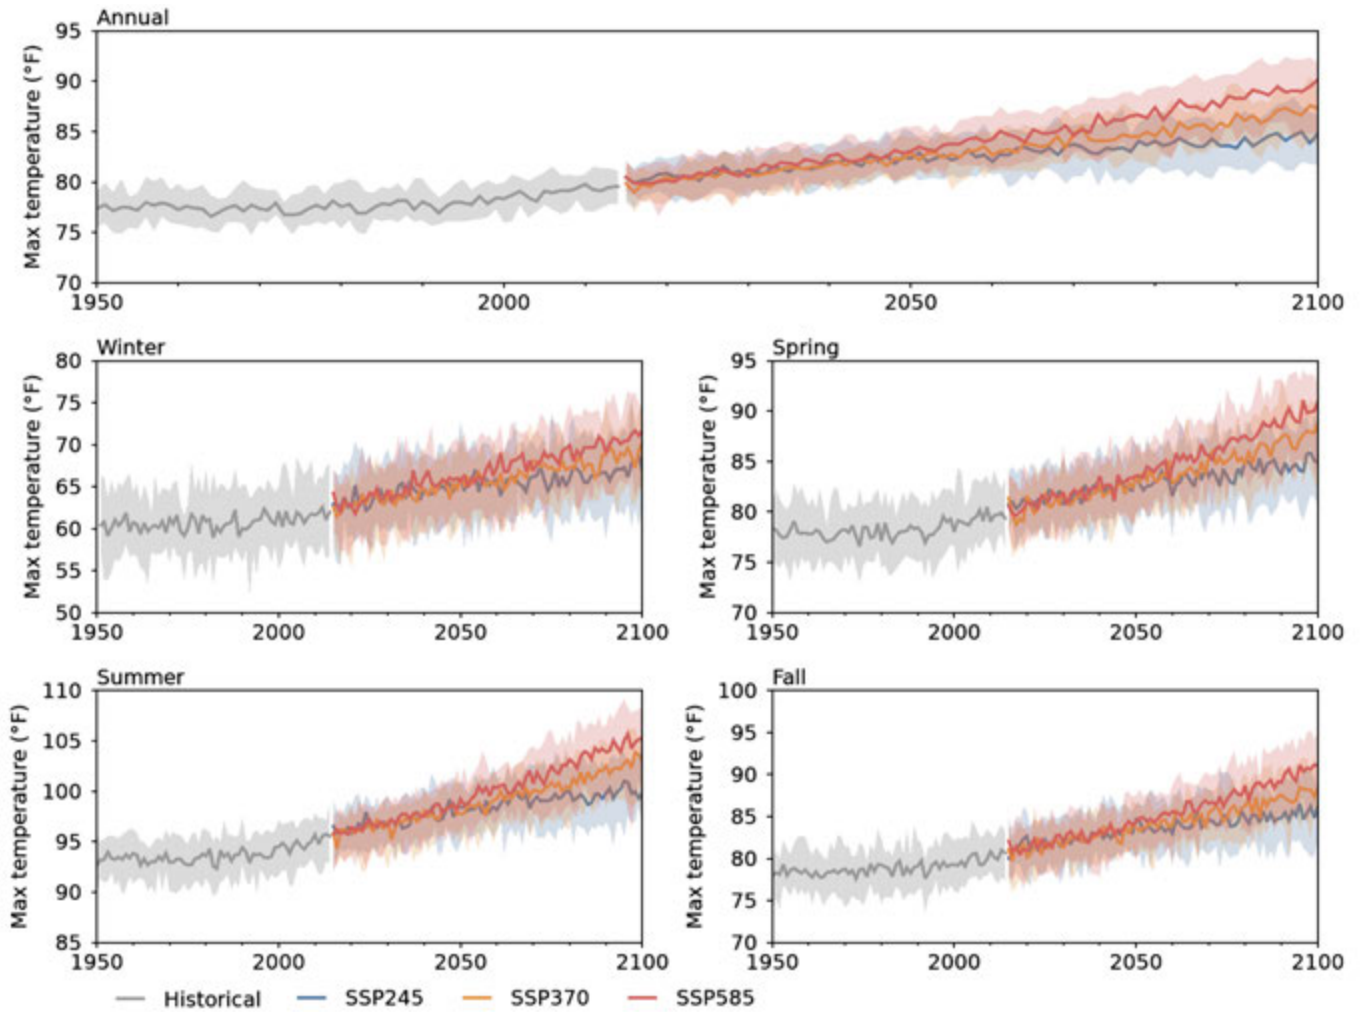 Annual
Max temperature (°F)
95
90
85
80
75
70
1950 2000 2050 2100
Winter
Max temperature (°F)
80
75
70
65
60
55
50
1950 2000 2050 2100
Spring
Max temperature (°F)
95
90
85
80
75
70
1950 2000 2050 2100
Summer
Max temperature (°F)
110
105
100
95
90
85
1950 2000 2050 2100
Fall
Max temperature (°F)
100
95
90
85
80
75
70
1950 2000 2050 2100
Historical SSP245 SSP370 SSP585